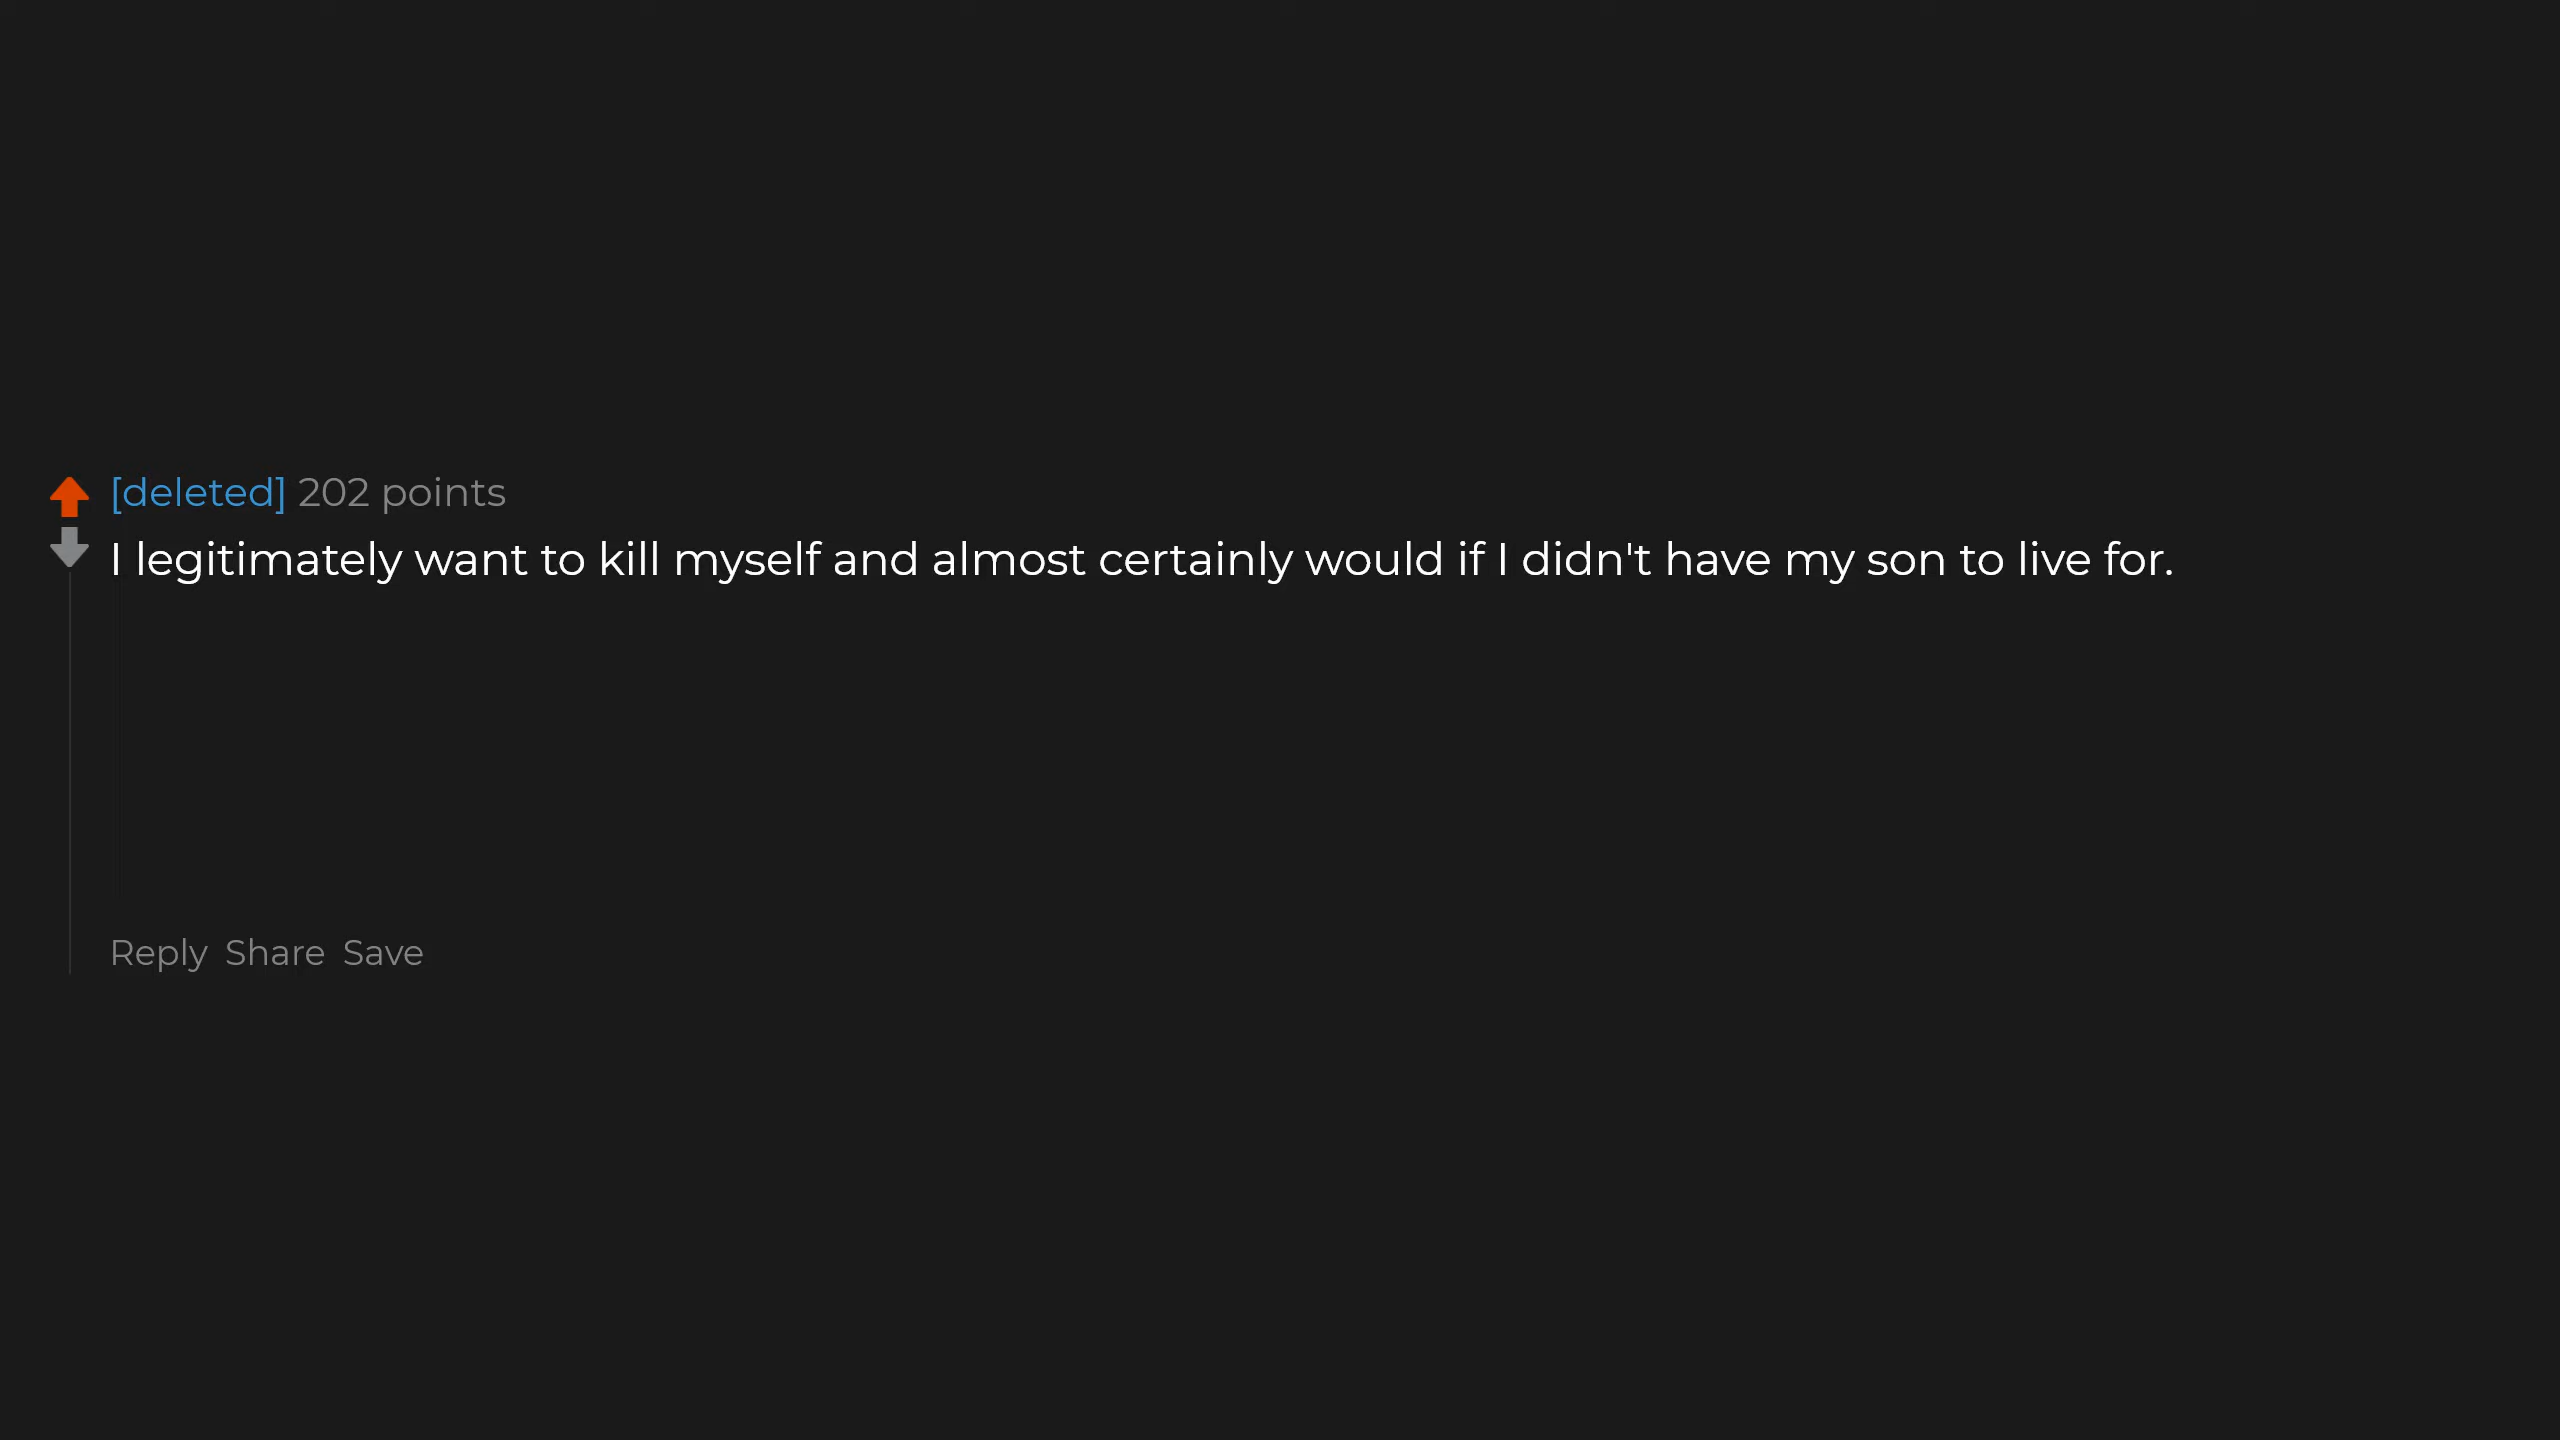 [deleted] 202 points
I legitimately want to kill myself and almost certainly would if I didn't have my son to live for.
Reply Share Save